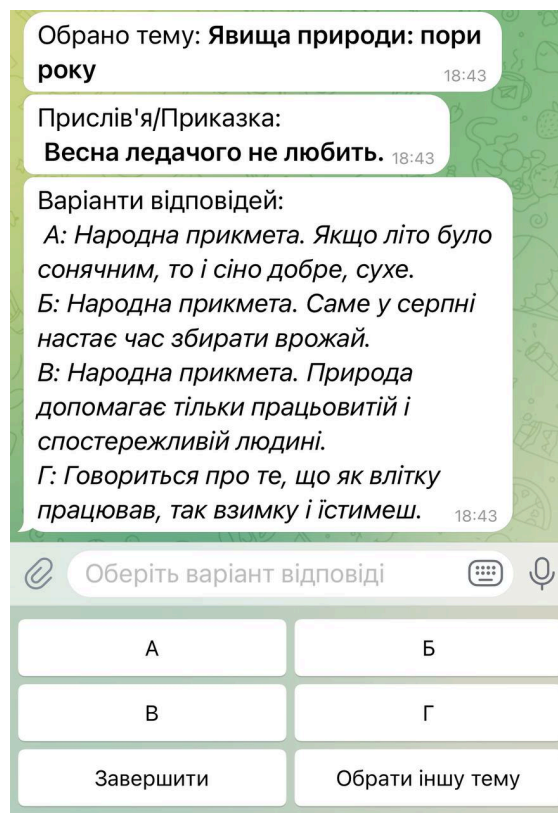 Обрано тему: Явища природи: пори
року
18:43
Прислів'я/Приказка:
Весна ледачого не любить. 18:43
Варіанти відповідей:
А: Народна прикмета. Якщо літо було
сонячним, то і сіно добре, сухе.
Б: Народна прикмета. Саме у серпні
настає час збирати врожай.
В: Народна прикмета. Природа
допомагає тільки працьовитій і
спостережливій людині.
Г: Говориться про те, що як влітку
працював, так взимку і їстимеш. 18:43
Оберіть варіант відповіді
А
Б
В
Г
Завершити
Обрати іншу тему